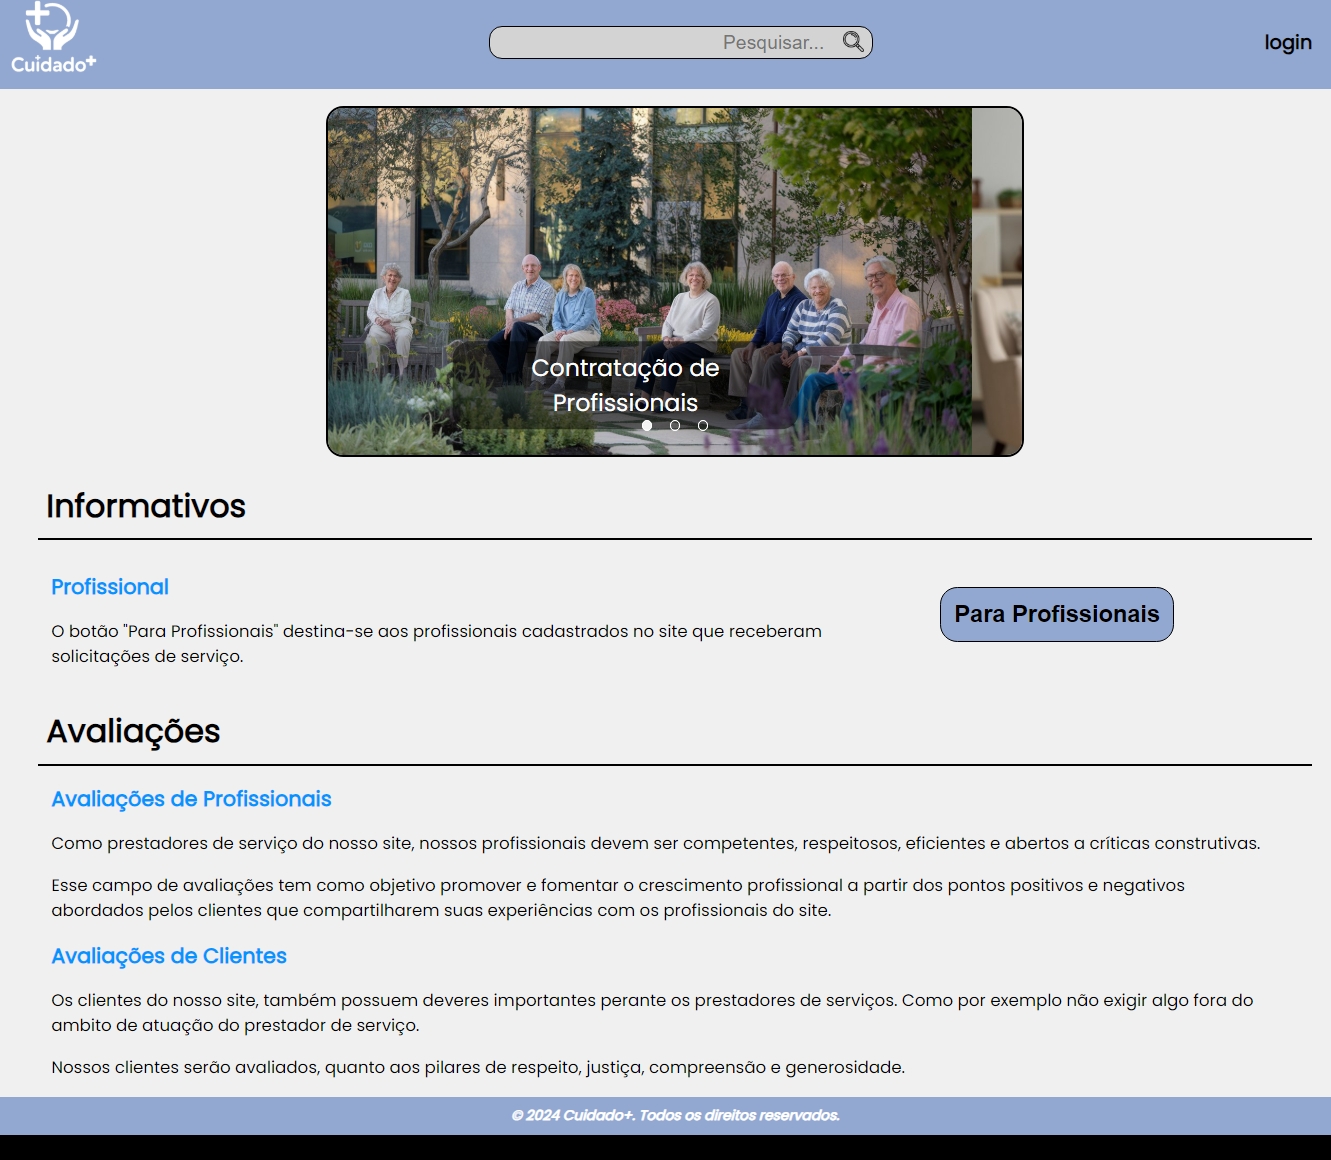 Cuidado+
Pesquisar...
login
Contratação de
Profissionais
Informativos
Profissional
O botão "Para Profissionais" destina-se aos profissionais cadastrados no site que receberam
solicitações de serviço.
Para Profissionais
Avaliações
Avaliações de Profissionais
Como prestadores de serviço do nosso site, nossos profissionais devem ser competentes, respeitosos, eficientes e abertos a críticas construtivas.
Esse campo de avaliações tem como objetivo promover e fomentar o crescimento profissional a partir dos pontos positivos e negativos
abordados pelos clientes que compartilharem suas experiências com os profissionais do site.
Avaliações de Clientes
Os clientes do nosso site, também possuem deveres importantes perante os prestadores de serviços. Como por exemplo não exigir algo fora do
ambito de atuação do prestador de serviço.
Nossos clientes serão avaliados, quanto aos pilares de respeito, justiça, compreensão e generosidade.
© 2024 Cuidado+. Todos os direitos reservados.